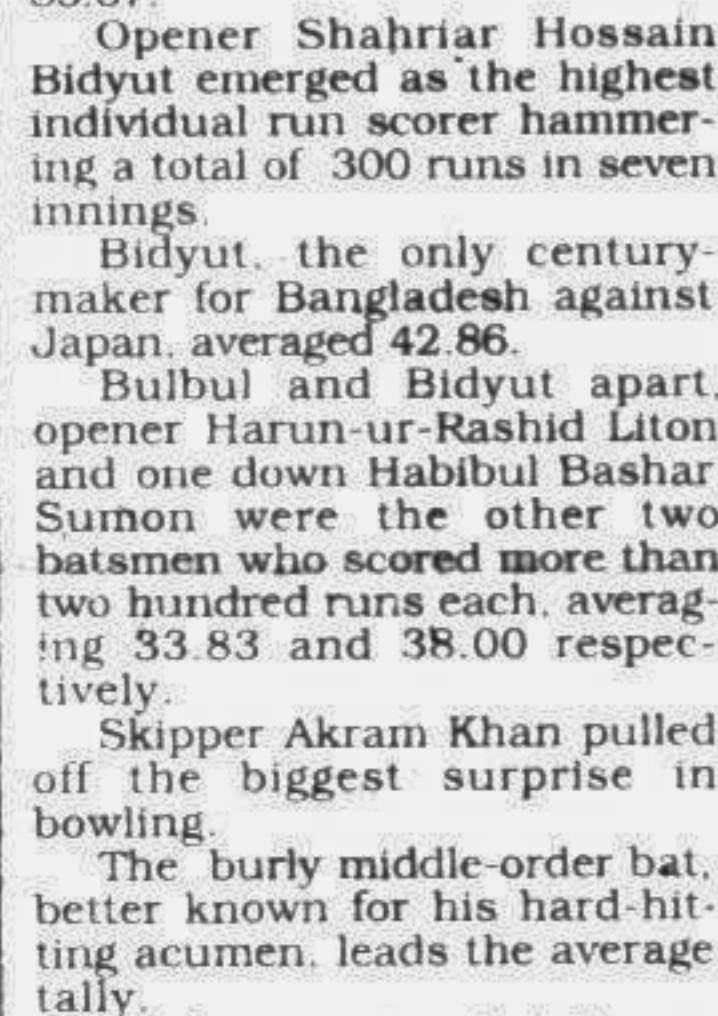 Opener Shahriar Hossain
Bidyut emerged as the highest
individual run scorer hammer-
ing a total of 300 runs in seven
innings.
Bidyut, the only century-
maker for Bangladesh against
Japan, averaged 42.86.
Bulbul and Bidyut apart,
opener Harun-ur-Rashid Liton
and one down Habibul Bashar
Sumon were the other two
batsmen who scored more than
two hundred runs each, averag-
ing 33.83 and 38.00 respec-
tively.
Skipper Akram Khan pulled
off the biggest surprise in
bowling.
The burly middle-order bat,
better known for his hard-hit-
ting acumen, leads the average
tally.